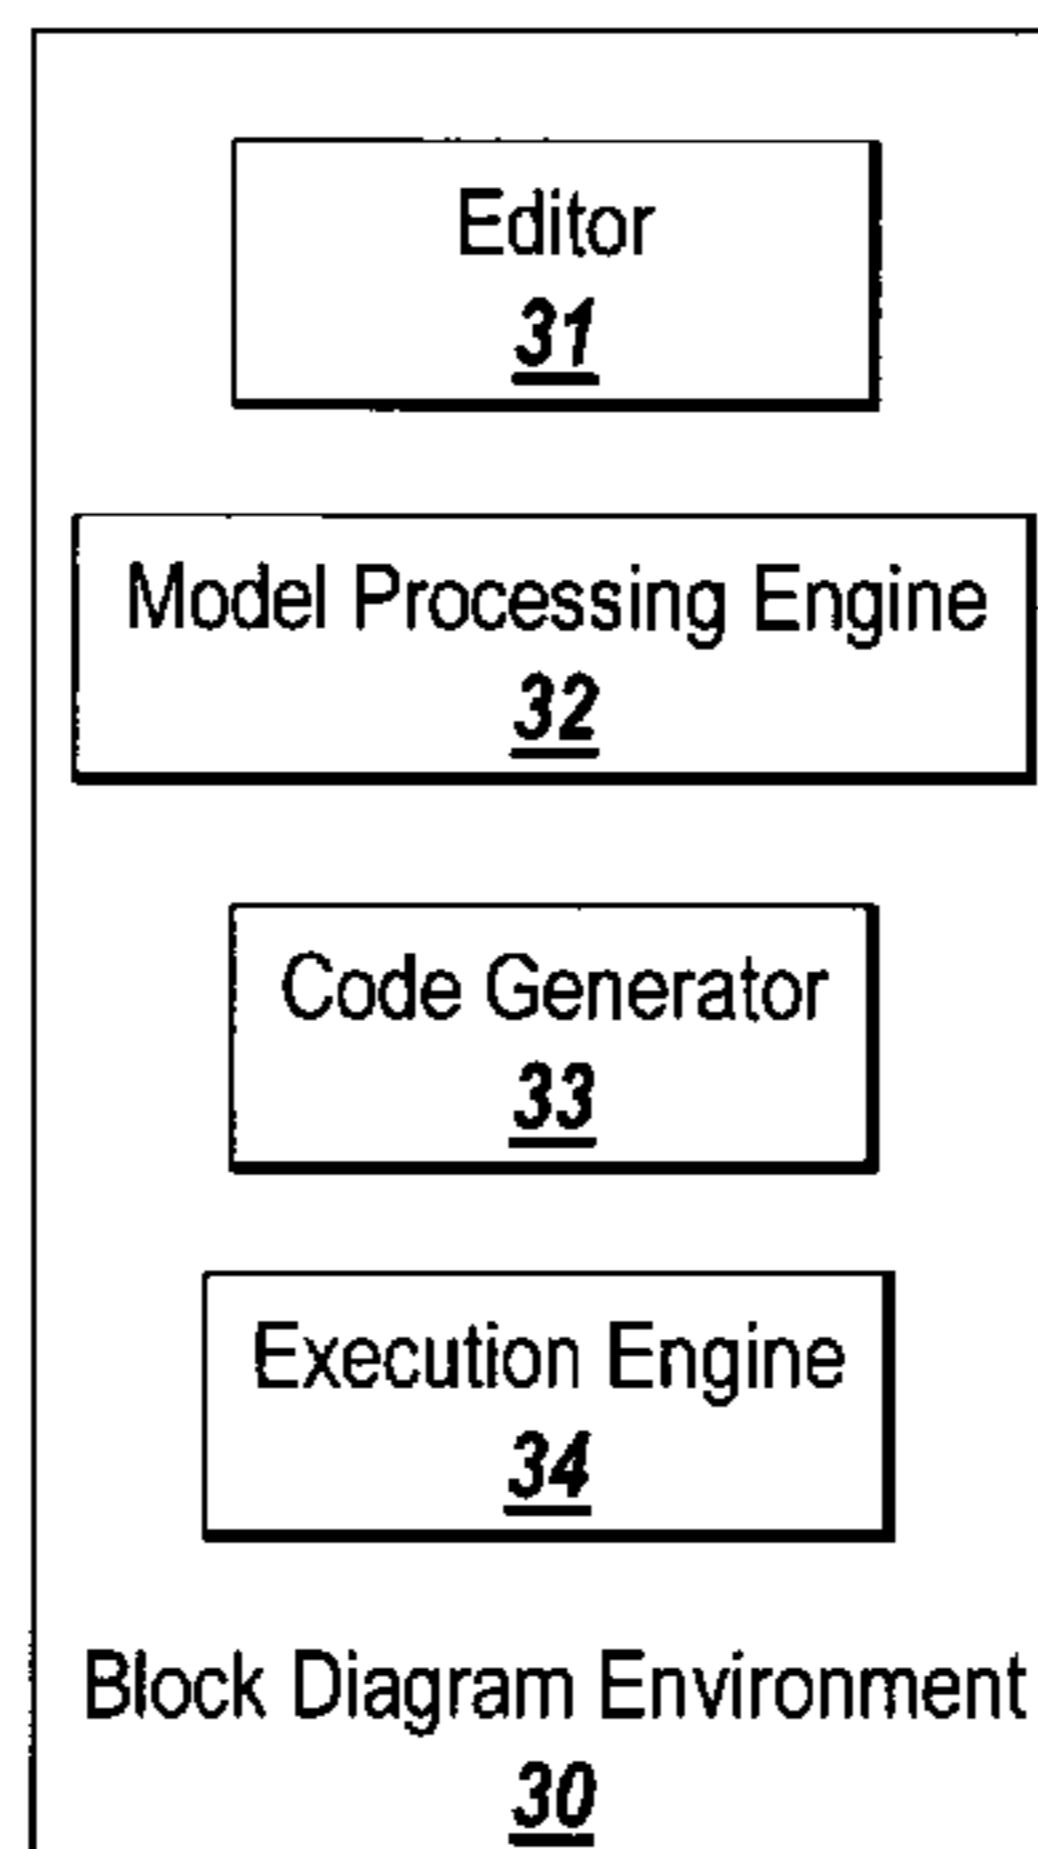 Editor
31
Model Processing Engine
32
Code Generator
33
Execution Engine
34
Block Diagram Environment
30